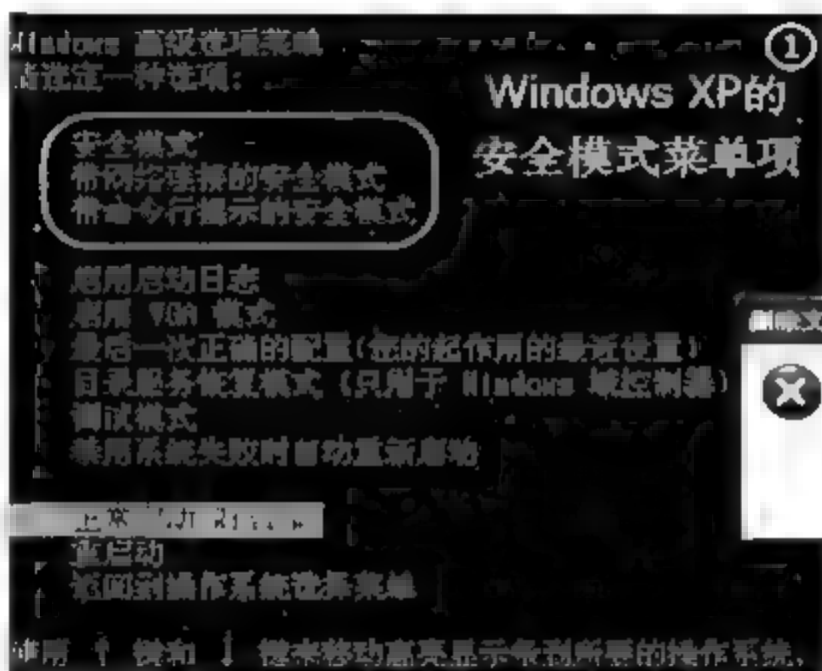 Windows 高级选项菜单
请选定一种选项:
①
Windows XP的
安全模式菜单项
安全模式
带网络连接的安全模式
带命令行提示的安全模式
启用启动日志
启用 VGA 模式
最后一次正确的配置(您的起作用的最近设置)
目录服务恢复模式 (只用于 Windows 域控制器)
调试模式
禁用系统失败时自动重新启动
正常
重启动
返回到操作系统选择菜单
使用 ↑ 键和 ↓ 键来移动高亮显示条到所要的操作系统,
删除文